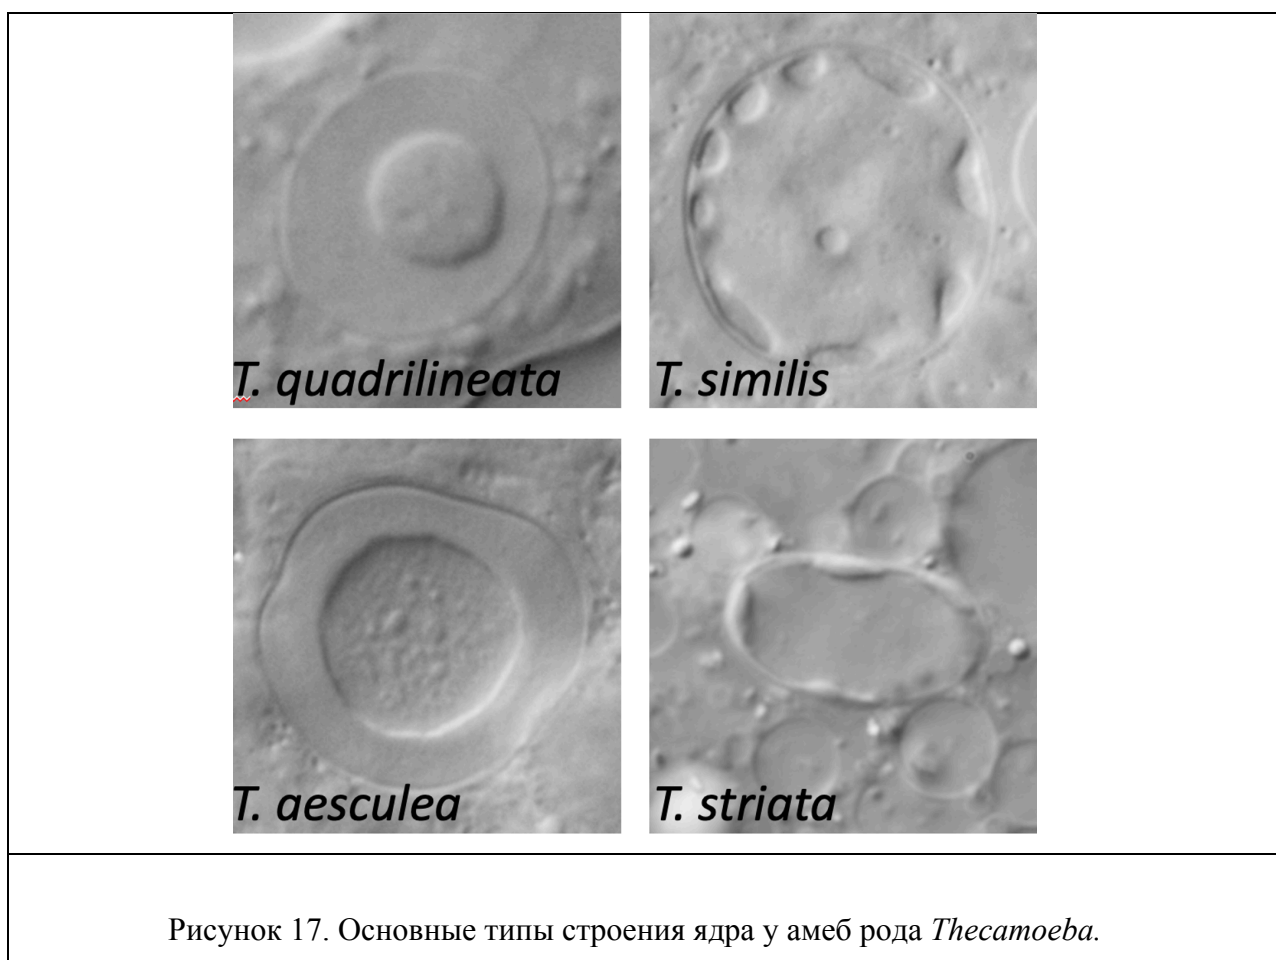 T. quadrilineata
T. similis
T. aesculea
T. striata
Рисунок 17. Основные типы строения ядра у амеб рода Thecamoeba.